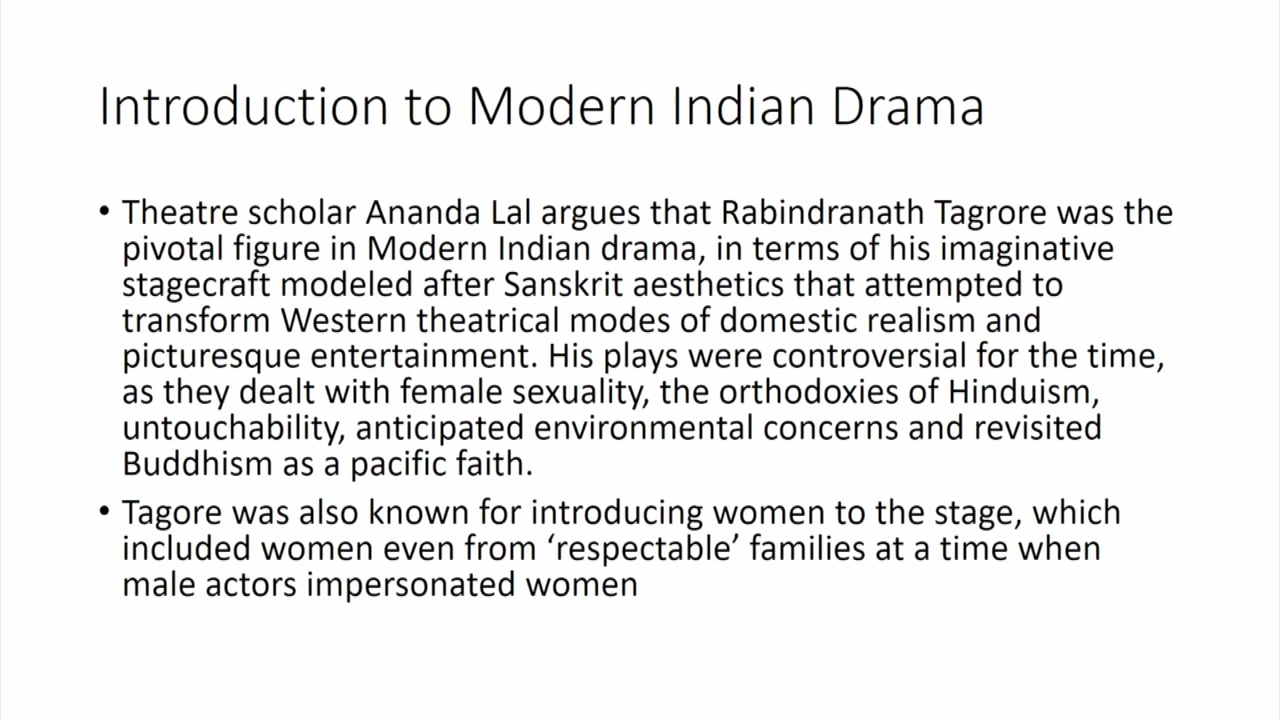 Introduction to Modern Indian Drama
• Theatre scholar Ananda Lal argues that Rabindranath Tagrore was the
pivotal figure in Modern Indian drama, in terms of his imaginative
stagecraft modeled after Sanskrit aesthetics that attempted to
transform Western theatrical modes of domestic realism and
picturesque entertainment. His plays were controversial for the time,
as they dealt with female sexuality, the orthodoxies of Hinduism,
untouchability, anticipated environmental concerns and revisited
Buddhism as a pacific faith.
• Tagore was also known for introducing women to the stage, which
included women even from ‘respectable’ families at a time when
male actors impersonated women